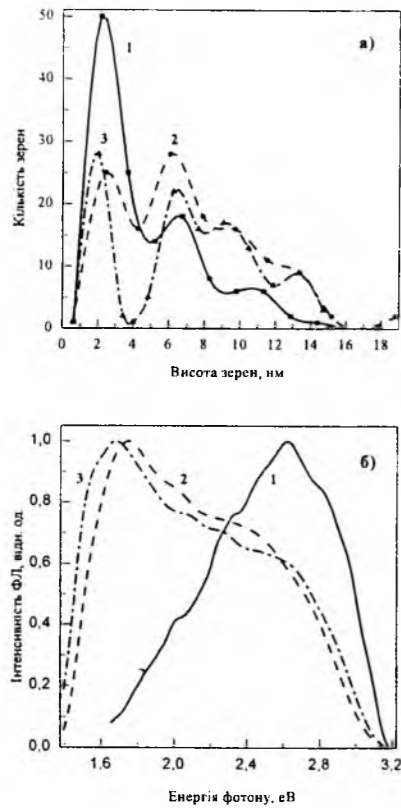 50
40
30
20
10
0
а)
1
3
2
Кількість зерен
0 2 4 6 8 10 12 14 16 18
Висота зерен, нм
1,0
0,8
0,6
0,4
0,2
0,0
б)
3
2
1
Інтенсивність ФЛ, відн. од.
1,6 2,0 2,4 2,8 3,2
Енергія фотону, еВ